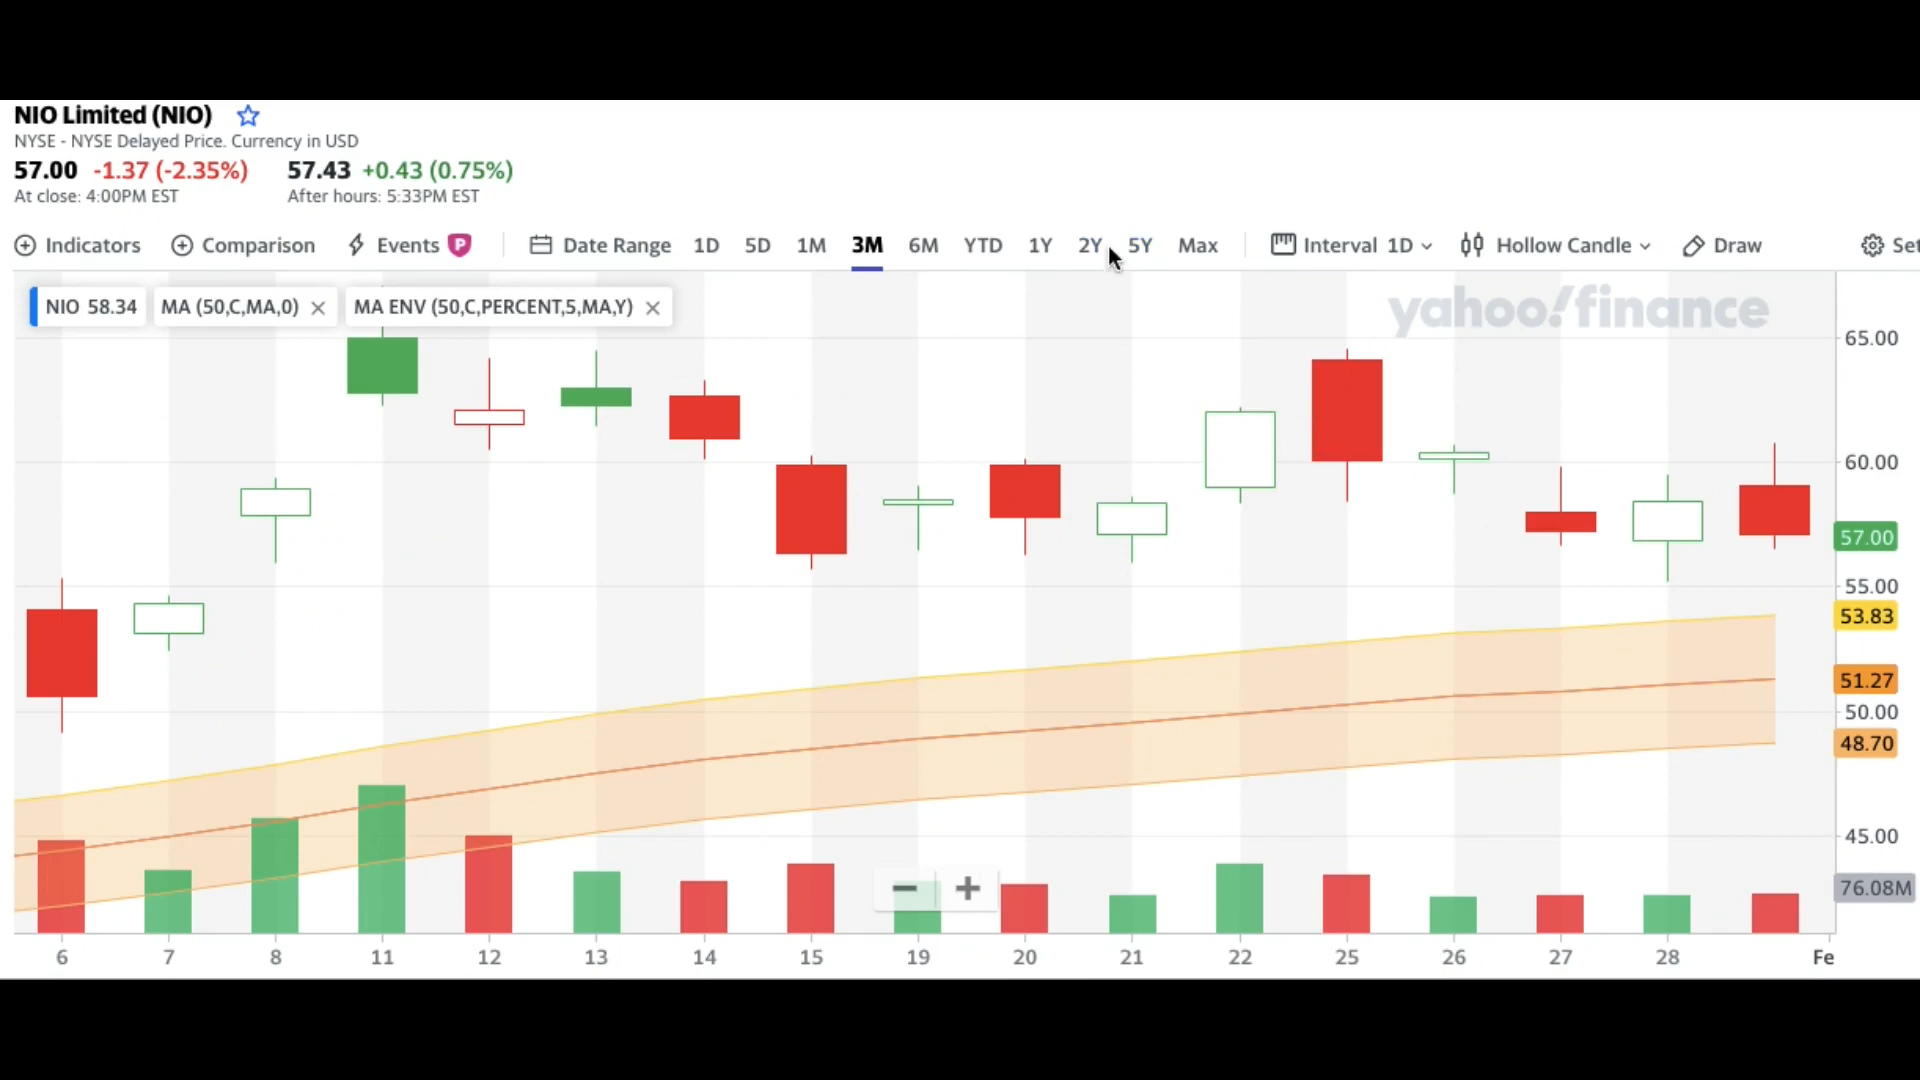 NIO Limited (NIO)
NYSE - NYSE Delayed Price. Currency in USD
57.00 -1.37 (-2.35%) 57.43 +0.43 (0.75%)
At close: 4:00PM EST After hours: 5:33PM EST
Indicators Comparison Events P Date Range 1D 5D 1M 3M 6M YTD 1Y 2Y 5Y Max Interval 1D Hollow Candle Draw Set
NIO 58.34 MA (50,C,MA,0) MA ENV (50,C,PERCENT,5,MA,Y)
yahoo!finance
65.00
60.00
57.00
55.00
53.83
51.27
50.00
48.70
45.00
76.08M
6 7 8 11 12 13 14 15 19 20 21 22 25 26 27 28 Fe